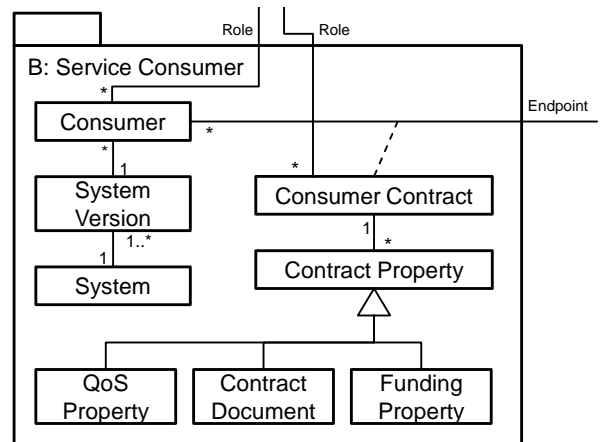 Role Role
B: Service Consumer
*
Consumer
*
Endpoint
*
1
*
System
Version
Consumer Contract
1..*
1
*
1
System
Contract Property
QoS
Property
Contract
Document
Funding
Property